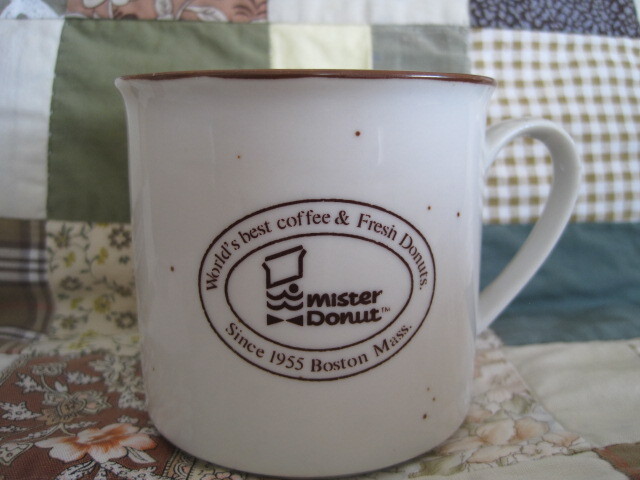 World's best coffee & Fresh Donuts.
mister
Donut™
Since 1955 Boston Mass.